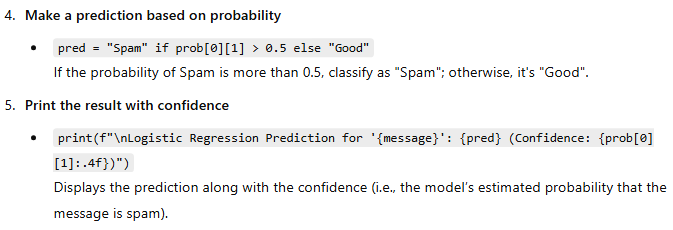 4. Make a prediction based on probability
• pred = "Spam" if prob[0][1] > 0.5 else "Good"
If the probability of Spam is more than 0.5, classify as "Spam"; otherwise, it's "Good".
5. Print the result with confidence
• print(f"\nLogistic Regression Prediction for '{message}': {pred} (Confidence: {prob[0]
[1]:.4f})")
Displays the prediction along with the confidence (i.e., the model's estimated probability that the
message is spam).